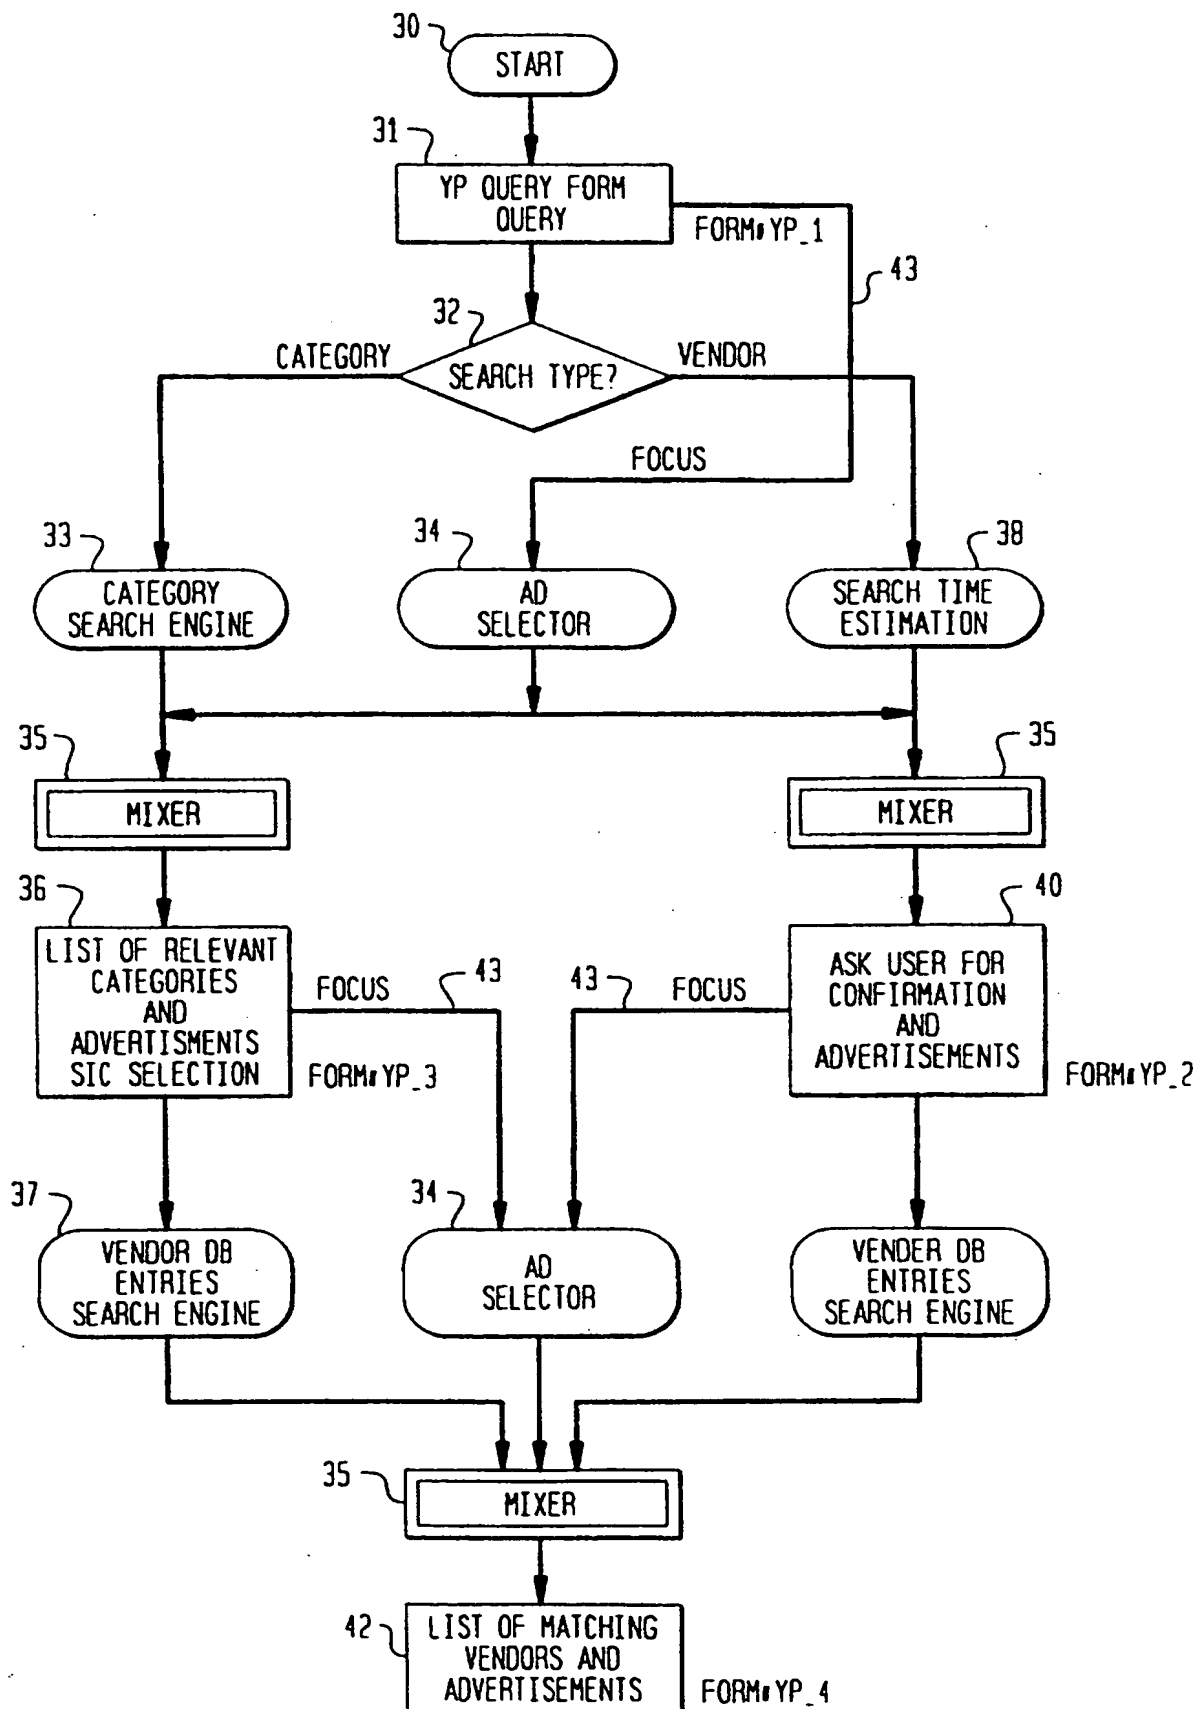 30
START
31
YP QUERY FORM
QUERY
FORM#YP_1
43
32
CATEGORY
SEARCH TYPE?
VENDOR
FOCUS
33
CATEGORY
SEARCH ENGINE
34
AD
SELECTOR
38
SEARCH TIME
ESTIMATION
35
MIXER
35
MIXER
36
LIST OF RELEVANT
CATEGORIES
AND
ADVERTISMENTS
SIC SELECTION
FOCUS
43
FORM#YP_3
40
ASK USER FOR
CONFIRMATION
AND
ADVERTISEMENTS
43
FOCUS
FORM#YP_2
37
VENDOR DB
ENTRIES
SEARCH ENGINE
34
AD
SELECTOR
VENDER DB
ENTRIES
SEARCH ENGINE
35
MIXER
42
LIST OF MATCHING
VENDORS AND
ADVERTISEMENTS
FORM#YP_4